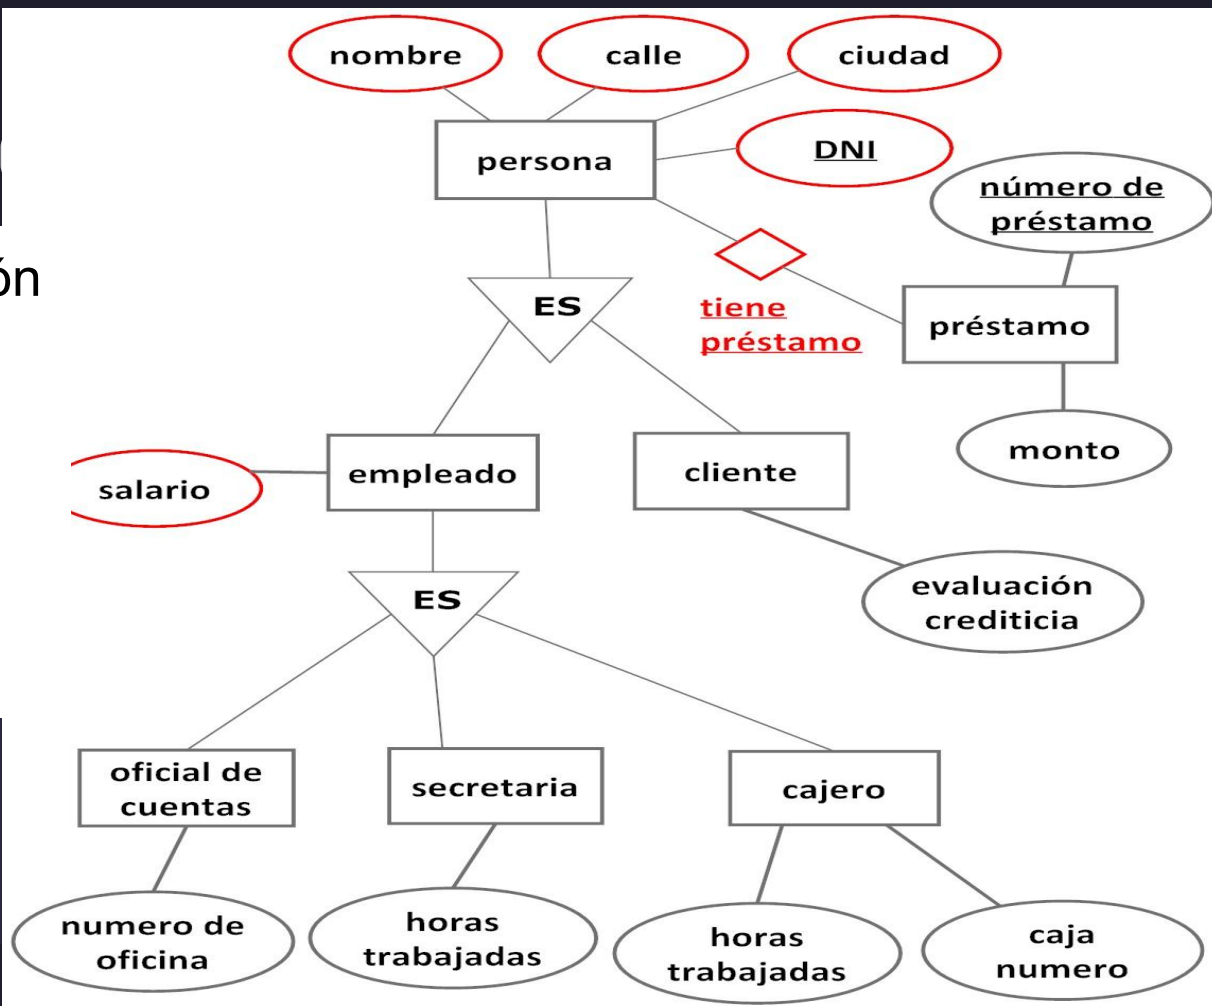 nombre
calle
ciudad
persona
DNI
número de
préstamo
ón
ES
tiene
préstamo
préstamo
monto
salario
empleado
cliente
evaluación
crediticia
ES
oficial de
cuentas
secretaria
cajero
numero de
oficina
horas
trabajadas
horas
trabajadas
caja
numero